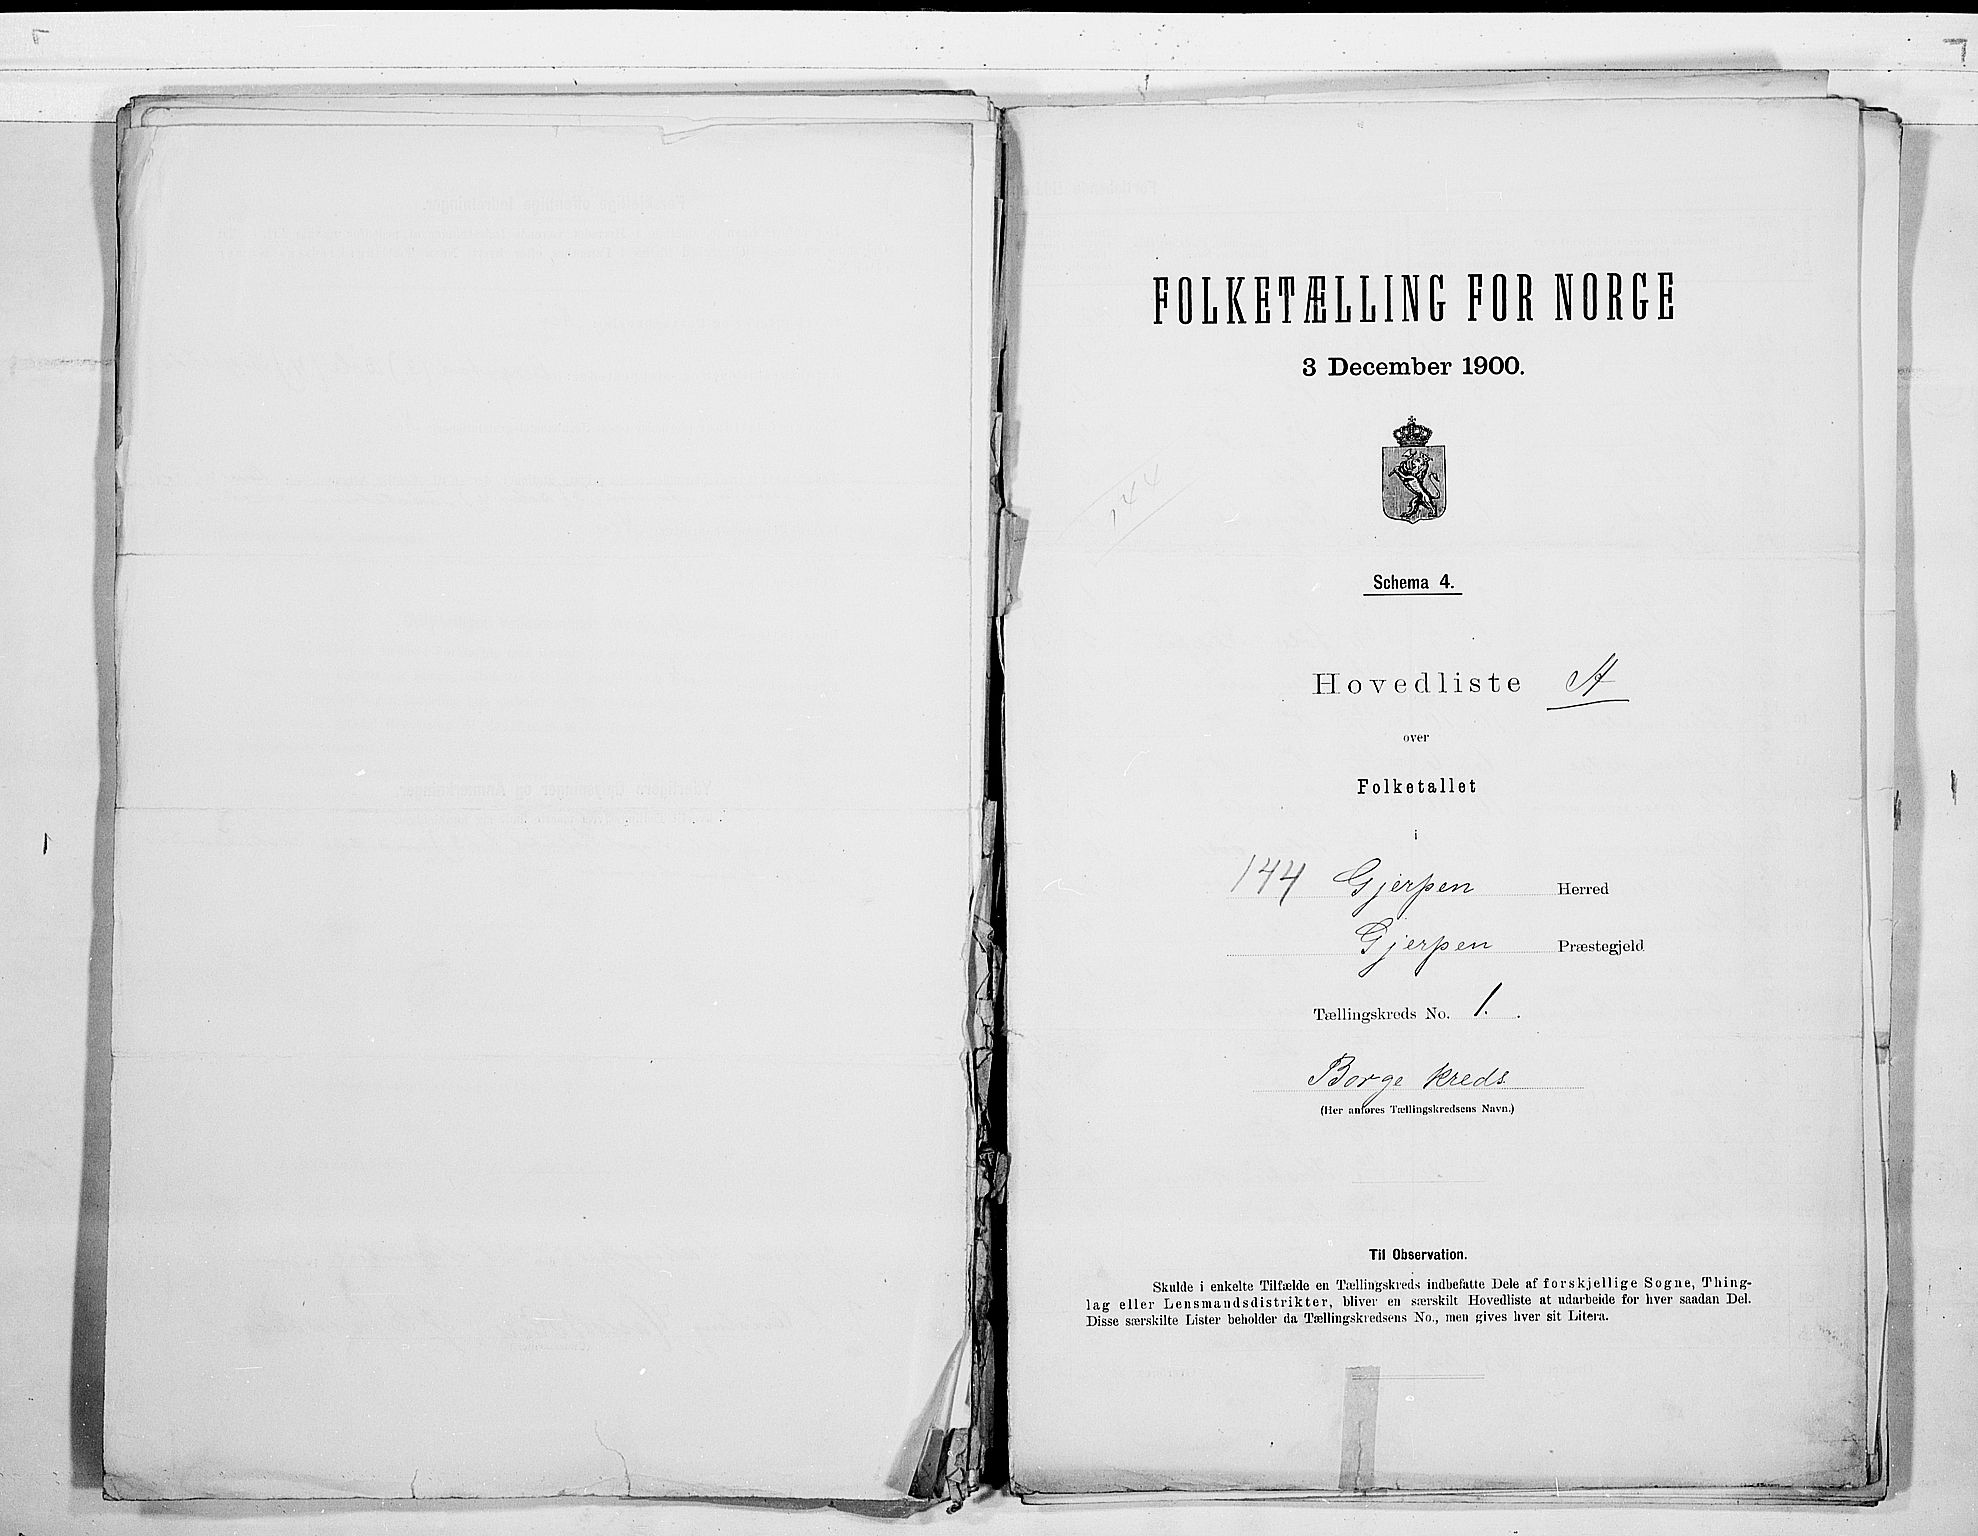 FOLKETÆLLING FOR NORGE
3 December 1900.
144
Schema 4.
Hovedliste A
over
Folketallet
i
144 Gjerpen Herred
Gjerpen Præstegjeld
Tællingskreds No. 1.
Borge kreds
(Her anføres Tællingskredsens Navn.)
Til Observation.
Skulde i enkelte Tilfælde en Tællingskreds indbefatte Dele af forskjellige Sogne, Thing-
lag eller Lensmandsdistrikter, bliver en særskilt Hovedliste at udarbeide for hver saadan Del.
Disse særskilte Lister beholder da Tællingskredsens No., men gives hver sit Litera.